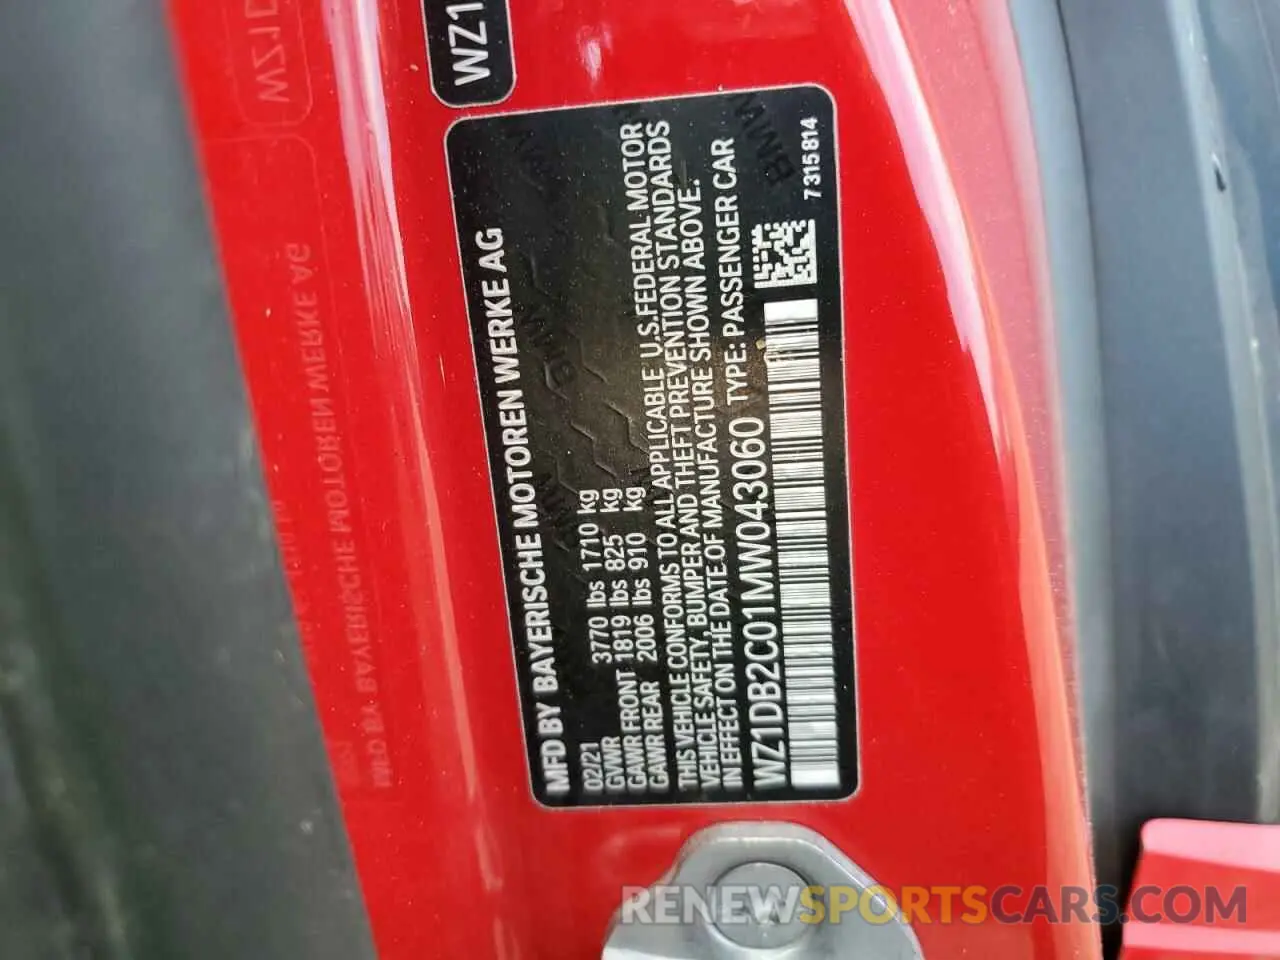 WZ1
MFD BY BAYERISCHE MOTOREN WERKE AG
02/21
GVWR 3770 lbs 1710 kg
GAWR FRONT 1819 lbs 825 kg
GAWR REAR 2006 lbs 910 kg
THIS VEHICLE CONFORMS TO ALL APPLICABLE U.S.FEDERAL MOTOR
VEHICLE SAFETY, BUMPER AND THEFT PREVENTION STANDARDS
IN EFFECT ON THE DATE OF MANUFACTURE SHOWN ABOVE.
WZ1DB2C01MW043060 TYPE: PASSENGER CAR
7315814
BMW
RENEWSPORTSCARS.COM